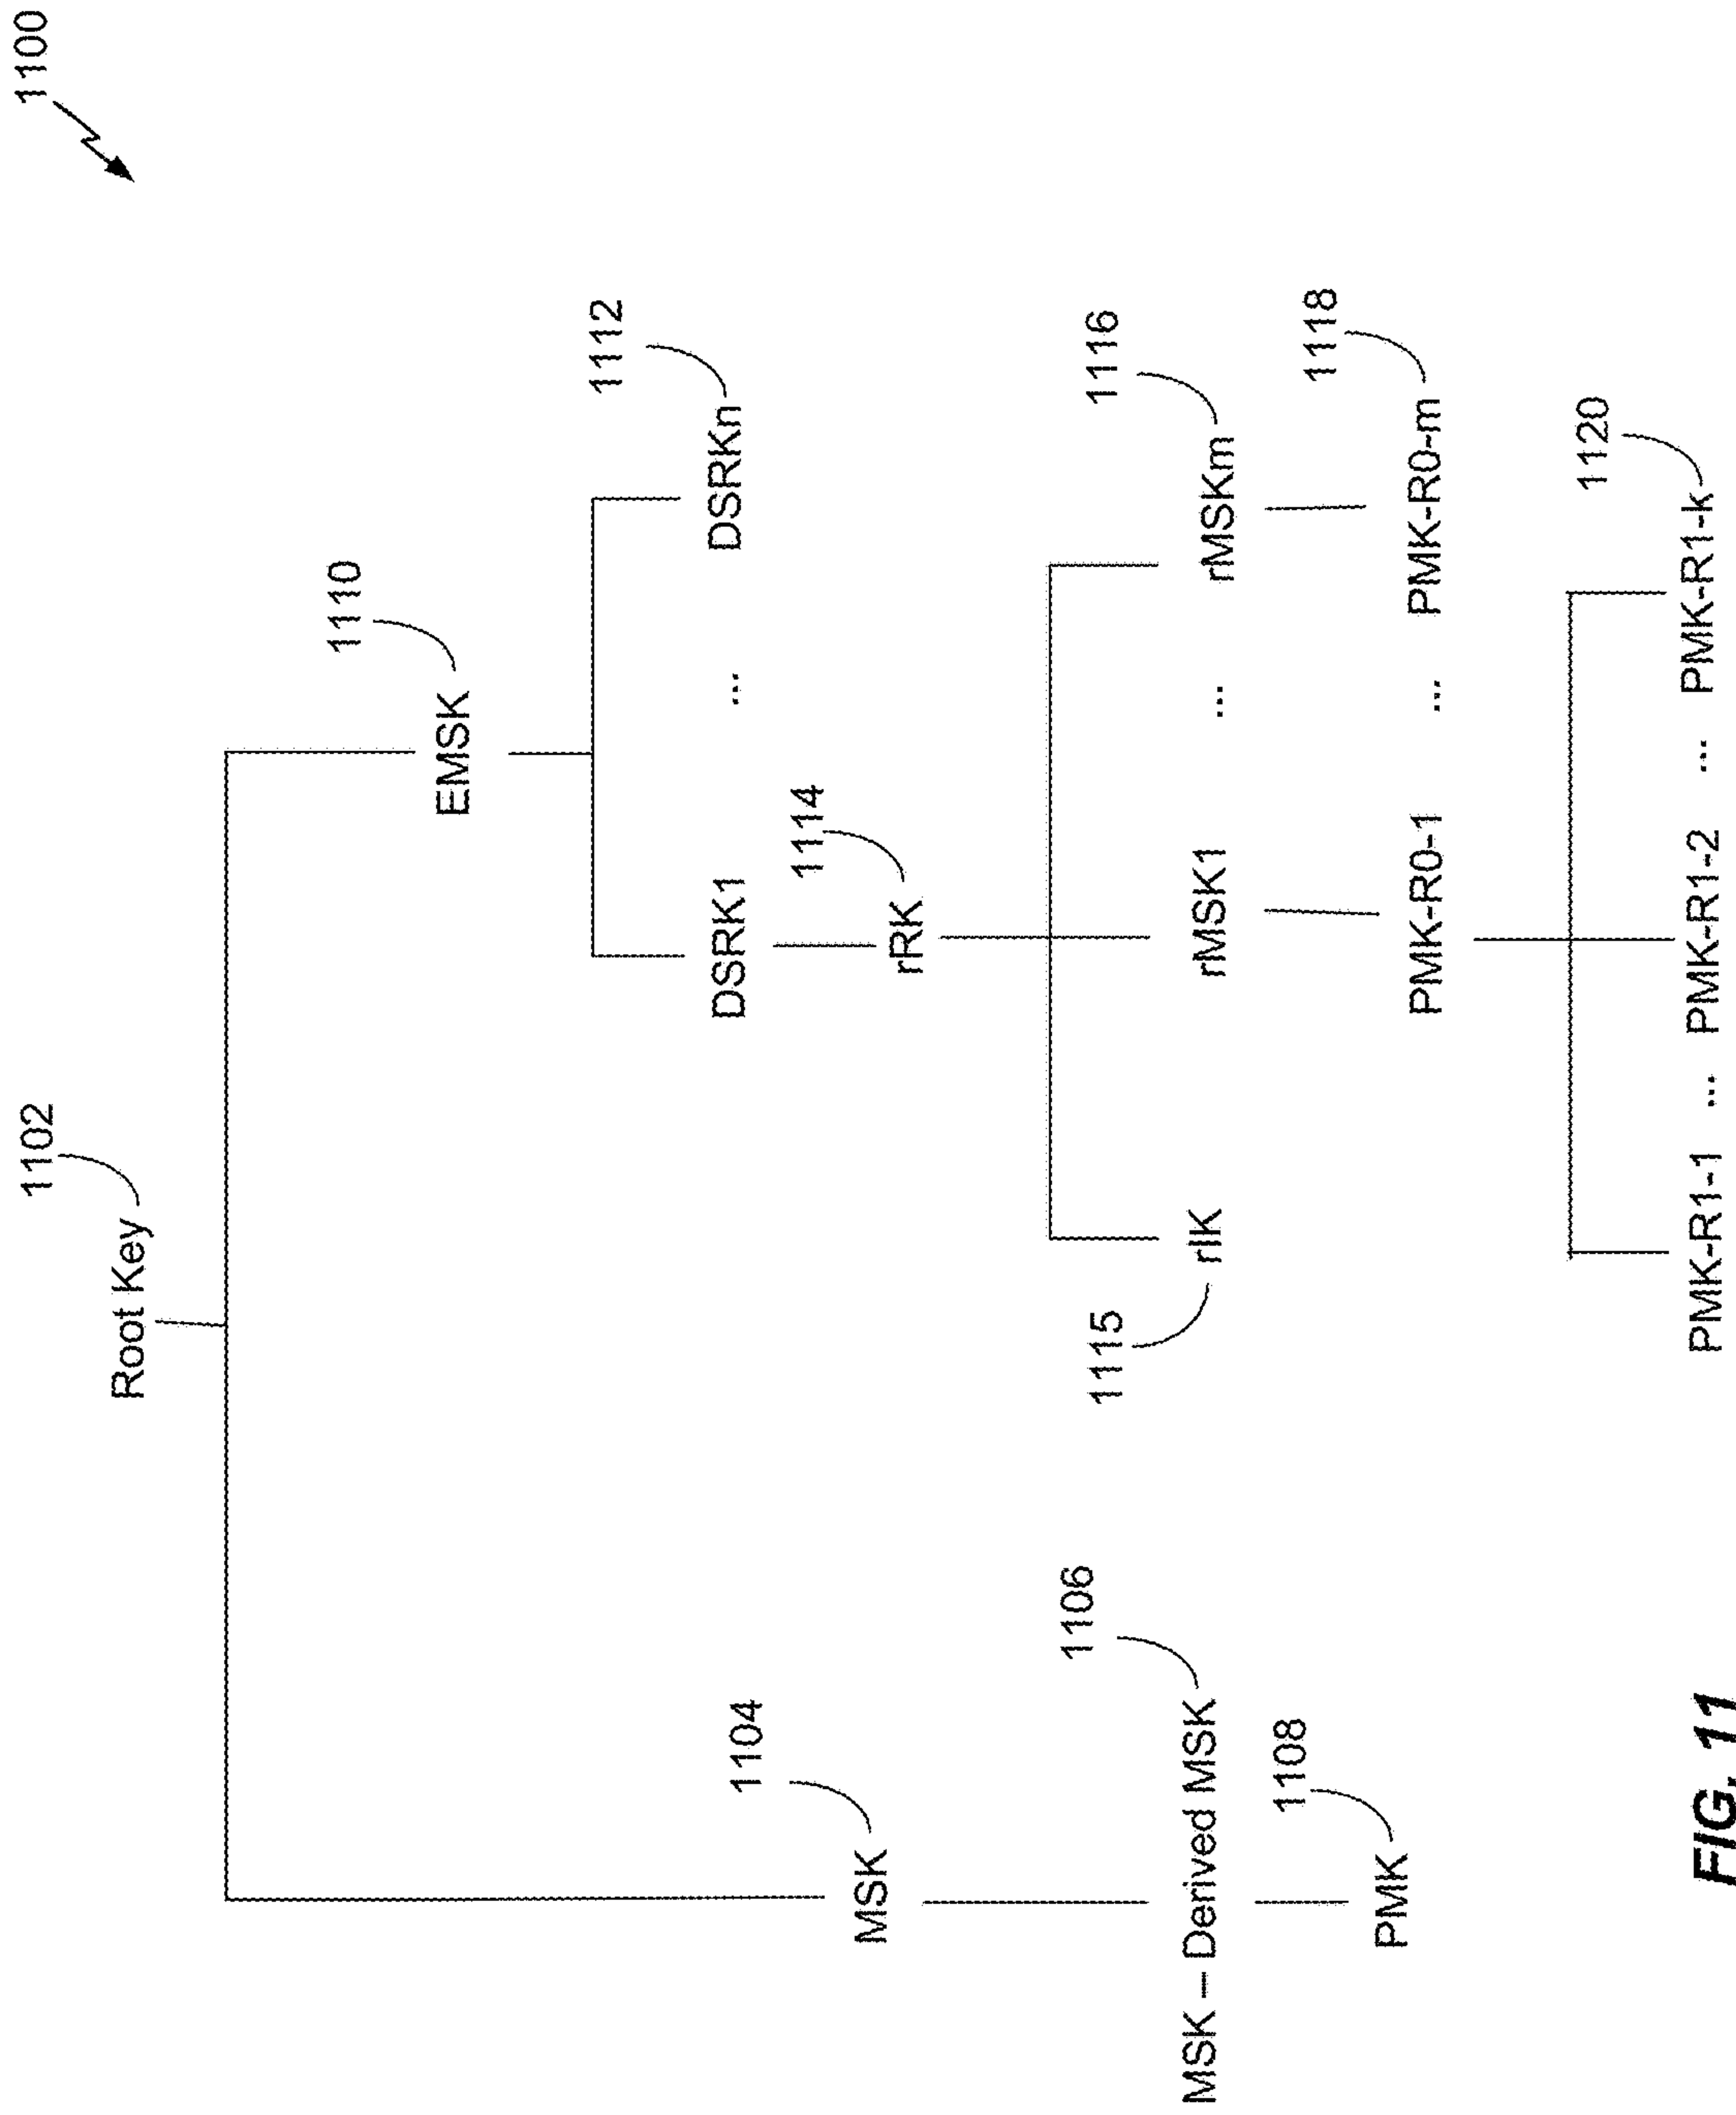 1100
1102
Root Key
1110
EMSK
1112
DSRK1 ... DSRKn
1104
MSK
1114
rRK
1106
1115
1116
MSK – Derived MSK
rIK
rMSK1 ... rMSKm
1108
1118
PMK
PMK-R0-1 ... PMK-R0-m
1120
PMK-R1-1 ... PMK-R1-2 ... PMK-R1-k
FIG. 11